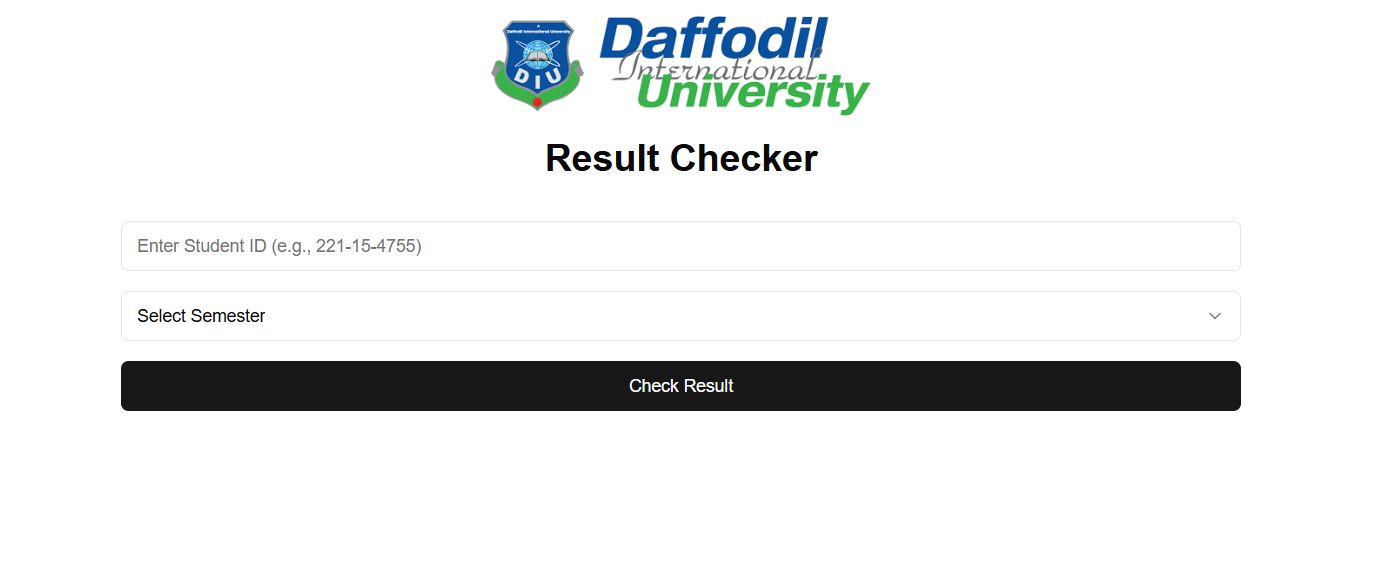 Daffodil International University
DIU
Daffodil
International
University
Result Checker
Enter Student ID (e.g., 221-15-4755)
Select Semester
Check Result